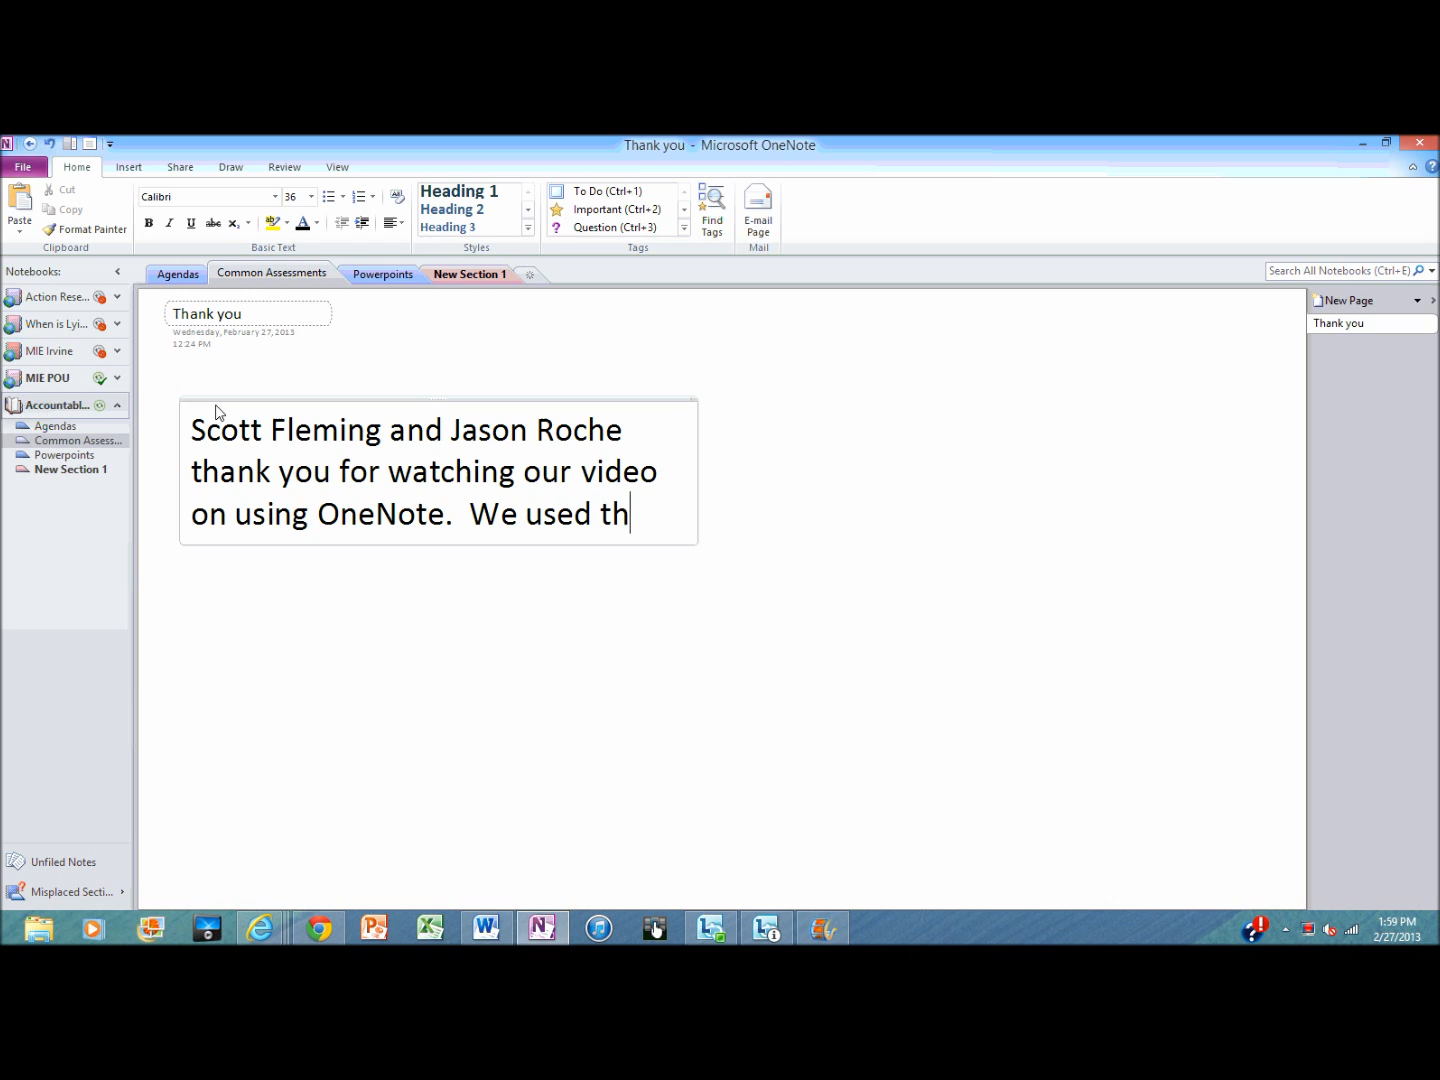 Thank you - Microsoft OneNote
File Home Insert Share Draw Review View
Paste
Cut
Copy
Format Painter
Clipboard
Calibri 36
B I U abc x₂ A
Basic Text
Heading 1
Heading 2
Heading 3
Styles
To Do (Ctrl+1)
Important (Ctrl+2)
Question (Ctrl+3)
Tags
Find
Tags
E-mail
Page
Mail
Notebooks:
Agendas Common Assessments Powerpoints New Section 1
Search All Notebooks (Ctrl+E)
Action Rese...
When is Lyi...
MIE Irvine
MIE POU
Accountabl...
Agendas
Common Assess...
Powerpoints
New Section 1
Thank you
Wednesday, February 27, 2013
12:24 PM
Scott Fleming and Jason Roche
thank you for watching our video
on using OneNote.  We used th
New Page
Thank you
Unfiled Notes
Misplaced Secti...
1:59 PM
2/27/2013